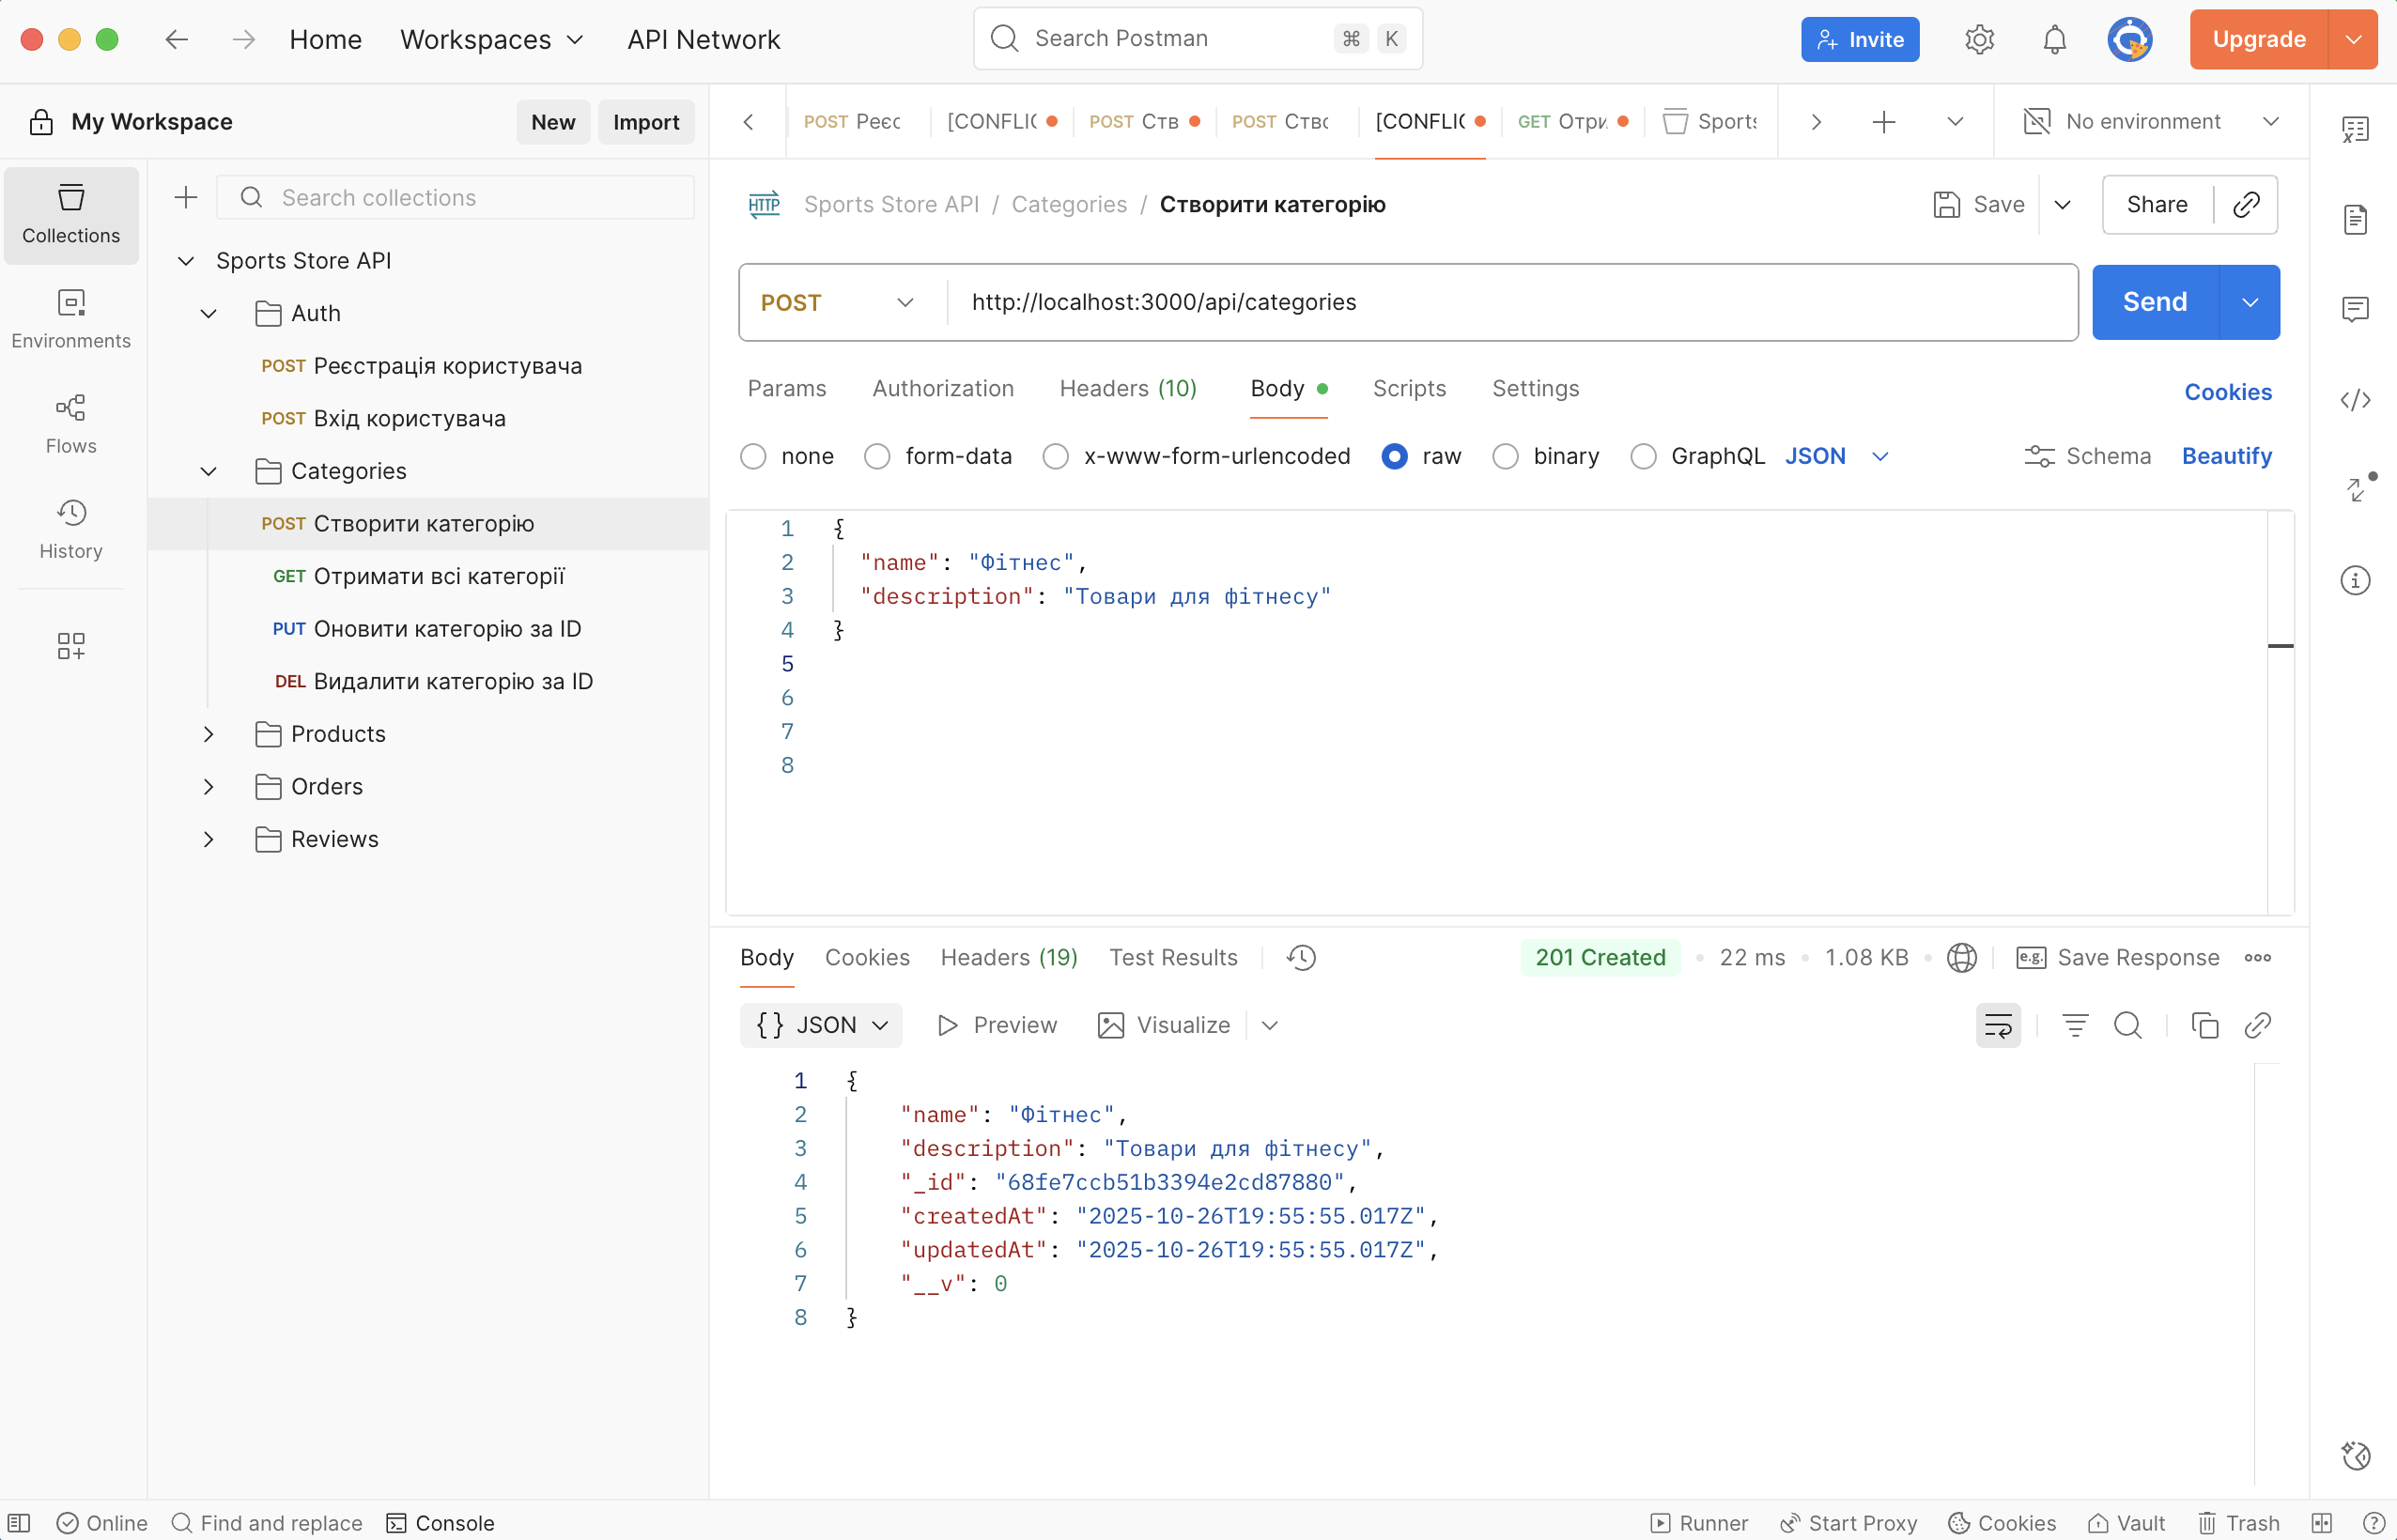 Home Workspaces API Network Search Postman ⌘ K Invite Upgrade
My Workspace New Import
POST Реєс [CONFLIC POST Ств POST Ство [CONFLIC GET Отри Sports No environment
Collections
Environments
Flows
History
Search collections
Sports Store API
Auth
POST Реєстрація користувача
POST Вхід користувача
Categories
POST Створити категорію
GET Отримати всі категорії
PUT Оновити категорію за ID
DEL Видалити категорію за ID
Products
Orders
Reviews
HTTP Sports Store API / Categories / Створити категорію Save Share
POST http://localhost:3000/api/categories Send
Params Authorization Headers (10) Body Scripts Settings Cookies
none form-data x-www-form-urlencoded raw binary GraphQL JSON Schema Beautify
1 {
2 "name": "Фітнес",
3 "description": "Товари для фітнесу"
4 }
5
6
7
8
Body Cookies Headers (19) Test Results 201 Created • 22 ms • 1.08 KB • e.g. Save Response
{} JSON Preview Visualize
1 {
2 "name": "Фітнес",
3 "description": "Товари для фітнесу",
4 "_id": "68fe7ccb51b3394e2cd87880",
5 "createdAt": "2025-10-26T19:55:55.017Z",
6 "updatedAt": "2025-10-26T19:55:55.017Z",
7 "__v": 0
8 }
Online Find and replace Console Runner Start Proxy Cookies Vault Trash